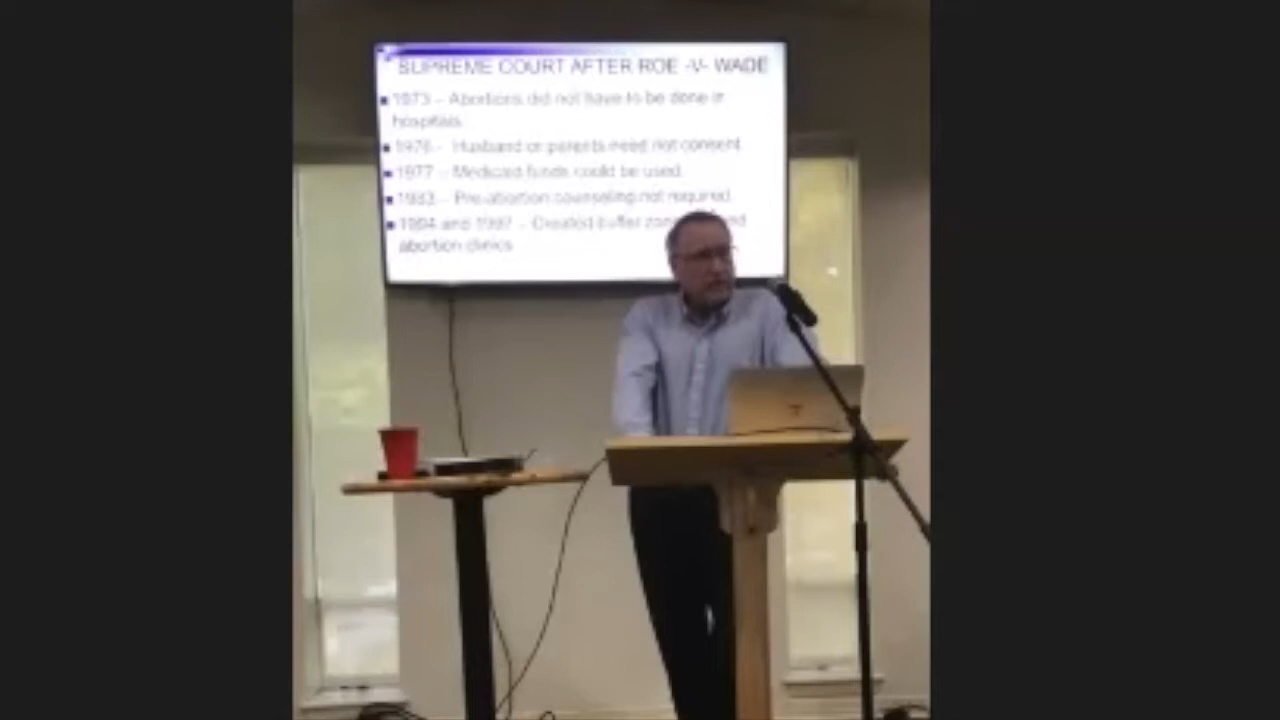 SUPREME COURT AFTER ROE -V- WADE
1973 - Abortions did not have to be done in
hospitals.
1976 - Husband or parents need not consent.
1977 - Medicaid funds could be used.
1983 - Pre-abortion counseling not required.
1994 and 1997 - Created buffer
abortion clinics